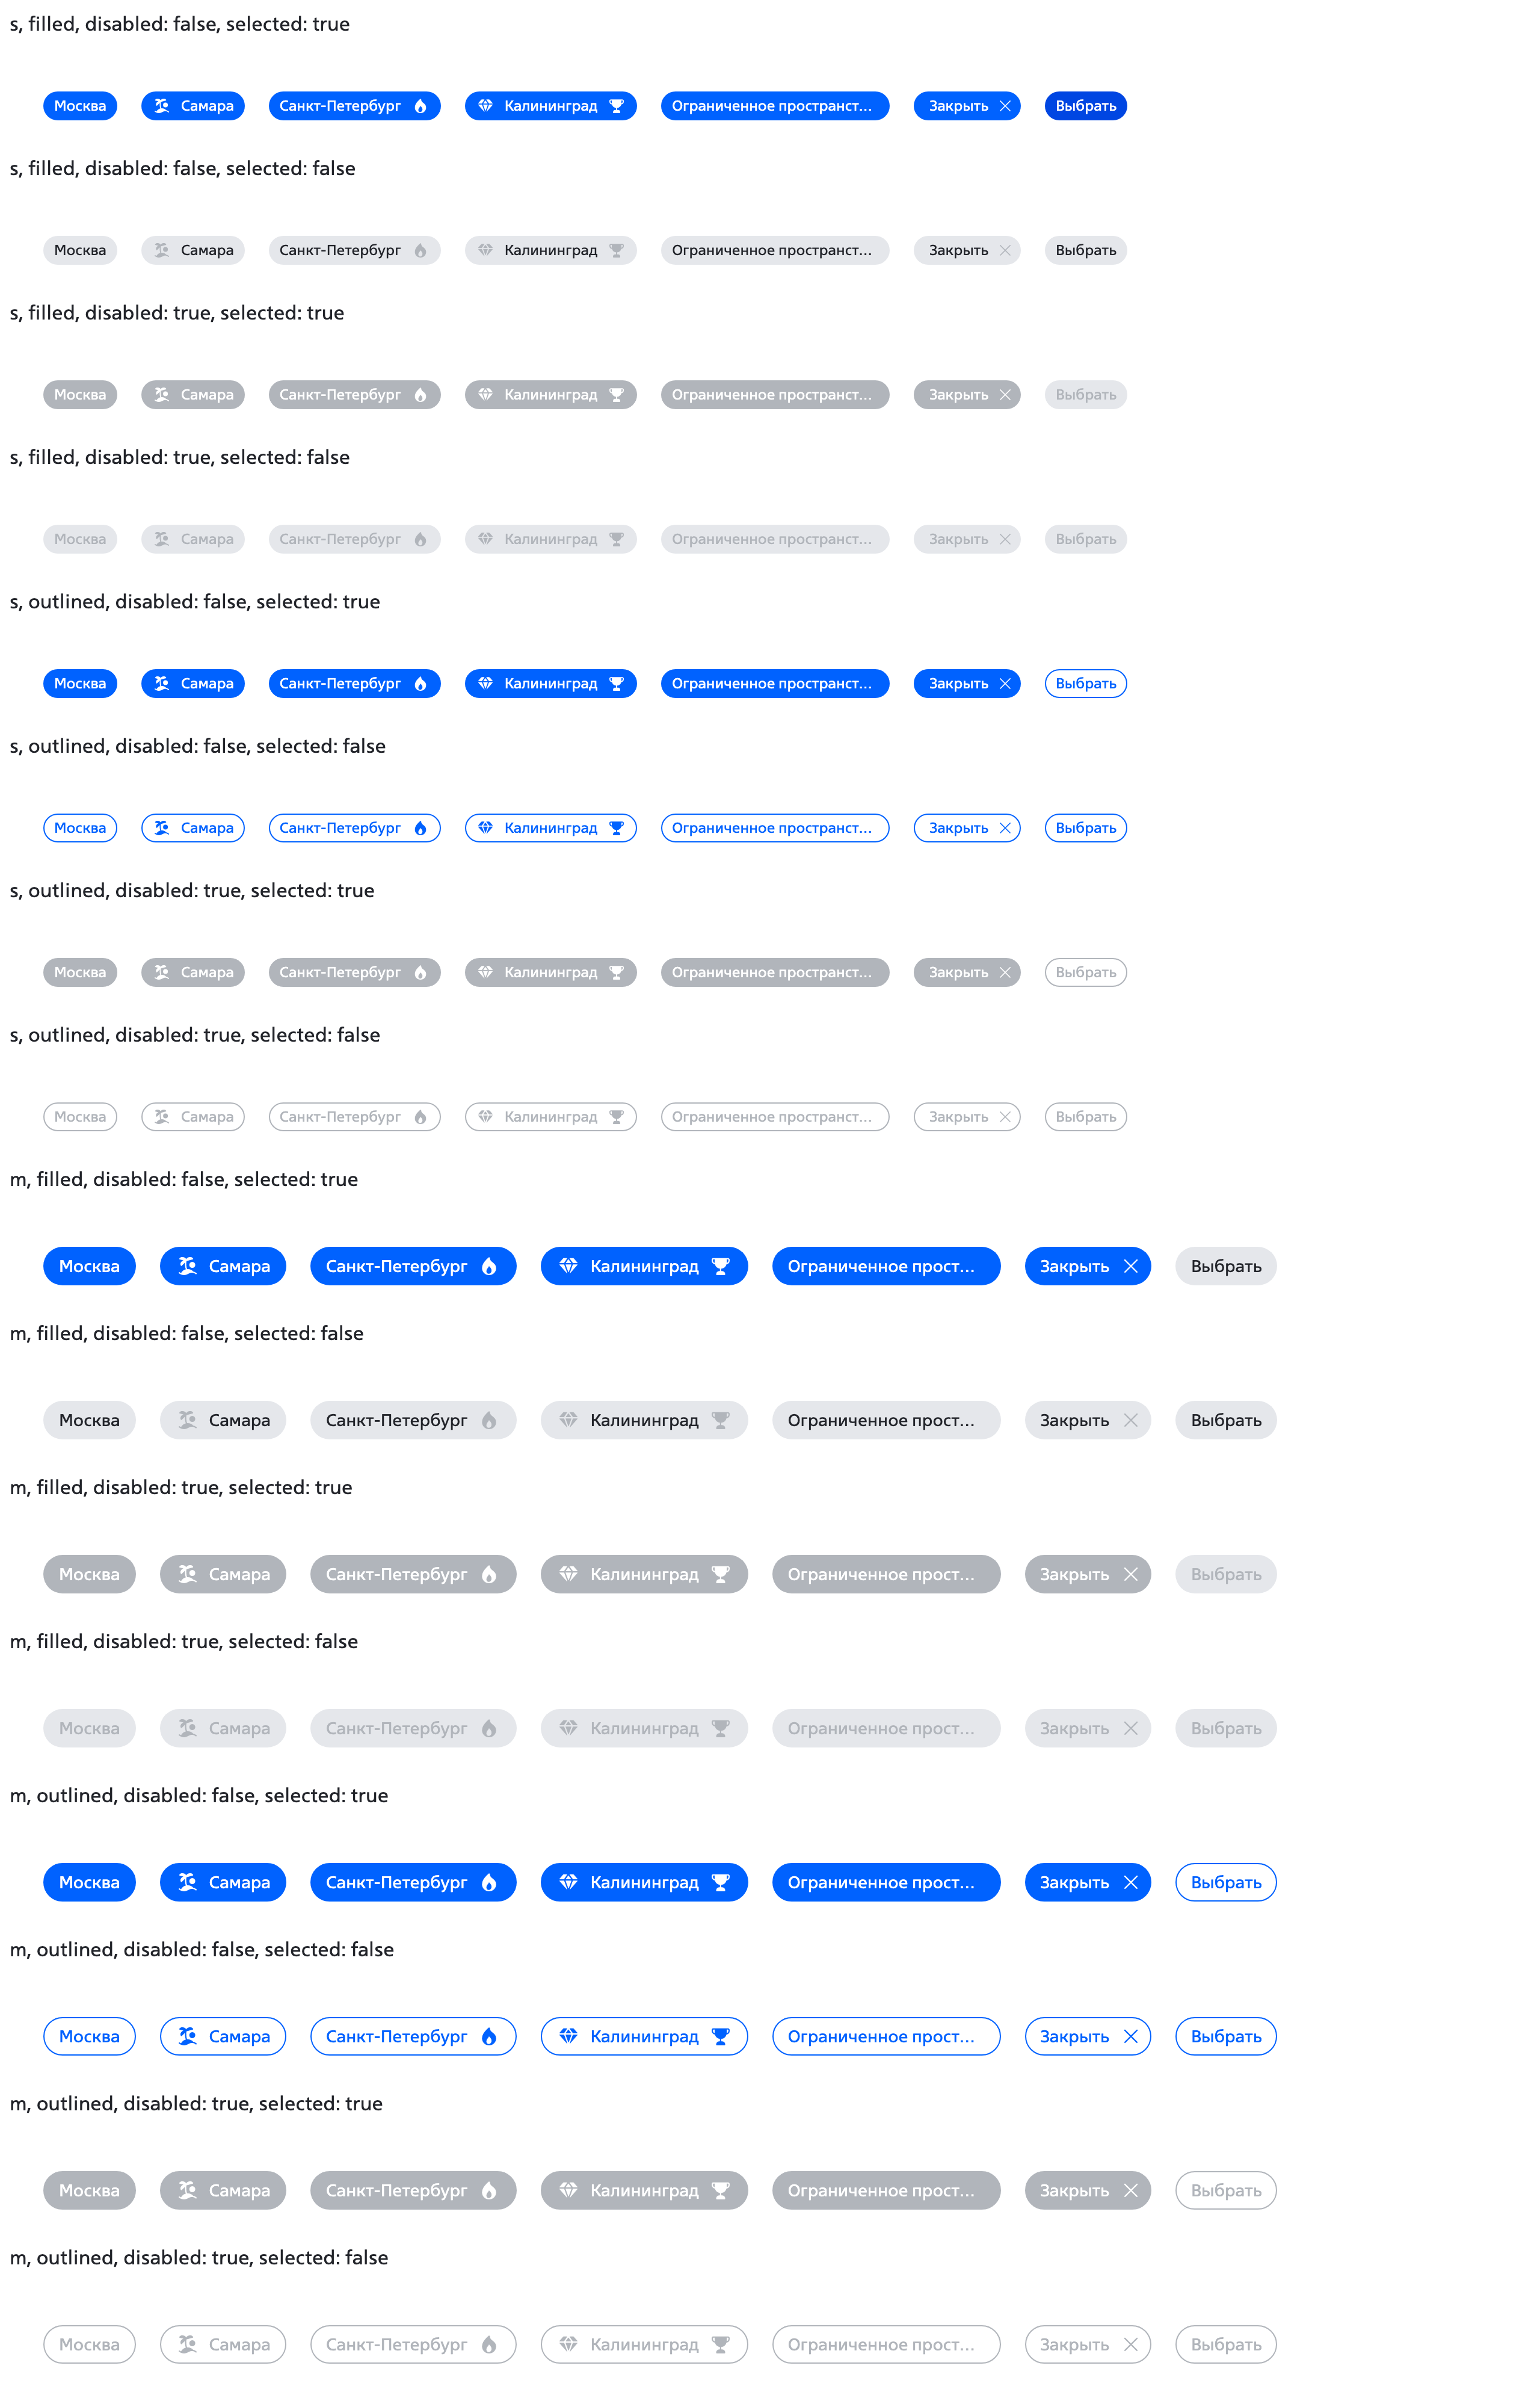 s, filled, disabled: false, selected: true
Москва Самара Санкт-Петербург Калининград Ограниченное пространст... Закрыть Выбрать
s, filled, disabled: false, selected: false
Москва Самара Санкт-Петербург Калининград Ограниченное пространст... Закрыть Выбрать
s, filled, disabled: true, selected: true
Москва Самара Санкт-Петербург Калининград Ограниченное пространст... Закрыть Выбрать
s, filled, disabled: true, selected: false
Москва Самара Санкт-Петербург Калининград Ограниченное пространст... Закрыть Выбрать
s, outlined, disabled: false, selected: true
Москва Самара Санкт-Петербург Калининград Ограниченное пространст... Закрыть Выбрать
s, outlined, disabled: false, selected: false
Москва Самара Санкт-Петербург Калининград Ограниченное пространст... Закрыть Выбрать
s, outlined, disabled: true, selected: true
Москва Самара Санкт-Петербург Калининград Ограниченное пространст... Закрыть Выбрать
s, outlined, disabled: true, selected: false
Москва Самара Санкт-Петербург Калининград Ограниченное пространст... Закрыть Выбрать
m, filled, disabled: false, selected: true
Москва Самара Санкт-Петербург Калининград Ограниченное прост... Закрыть Выбрать
m, filled, disabled: false, selected: false
Москва Самара Санкт-Петербург Калининград Ограниченное прост... Закрыть Выбрать
m, filled, disabled: true, selected: true
Москва Самара Санкт-Петербург Калининград Ограниченное прост... Закрыть Выбрать
m, filled, disabled: true, selected: false
Москва Самара Санкт-Петербург Калининград Ограниченное прост... Закрыть Выбрать
m, outlined, disabled: false, selected: true
Москва Самара Санкт-Петербург Калининград Ограниченное прост... Закрыть Выбрать
m, outlined, disabled: false, selected: false
Москва Самара Санкт-Петербург Калининград Ограниченное прост... Закрыть Выбрать
m, outlined, disabled: true, selected: true
Москва Самара Санкт-Петербург Калининград Ограниченное прост... Закрыть Выбрать
m, outlined, disabled: true, selected: false
Москва Самара Санкт-Петербург Калининград Ограниченное прост... Закрыть Выбрать